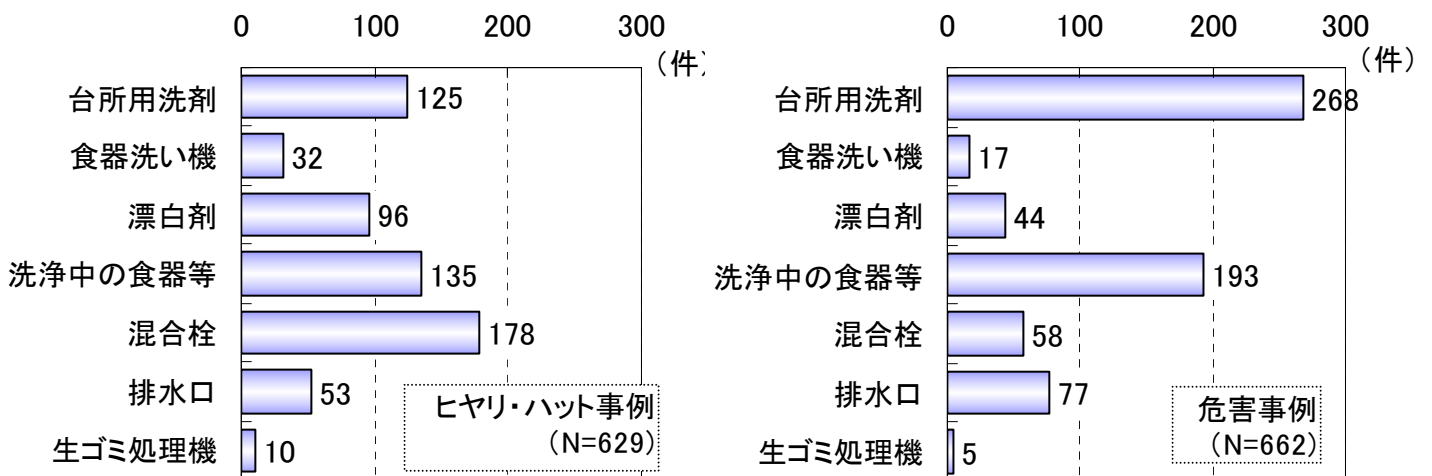 0 100 200 300
(件)
台所用洗剤 125
食器洗い機 32
漂白剤 96
洗浄中の食器等 135
混合栓 178
排水口 53
生ゴミ処理機 10
ヒヤリ・ハット事例
(N=629)
0 100 200 300
(件)
台所用洗剤 268
食器洗い機 17
漂白剤 44
洗浄中の食器等 193
混合栓 58
排水口 77
生ゴミ処理機 5
危害事例
(N=662)